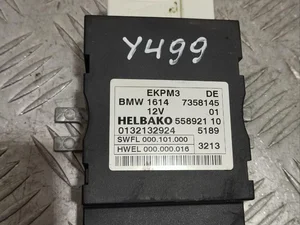 Y499
EKPM3 DE
BMW 1614 7358145
12V 01
HELBAKO 558921 10
0132132924 5189
SWFL 000.101.000
HWEL 000.000.016 3213